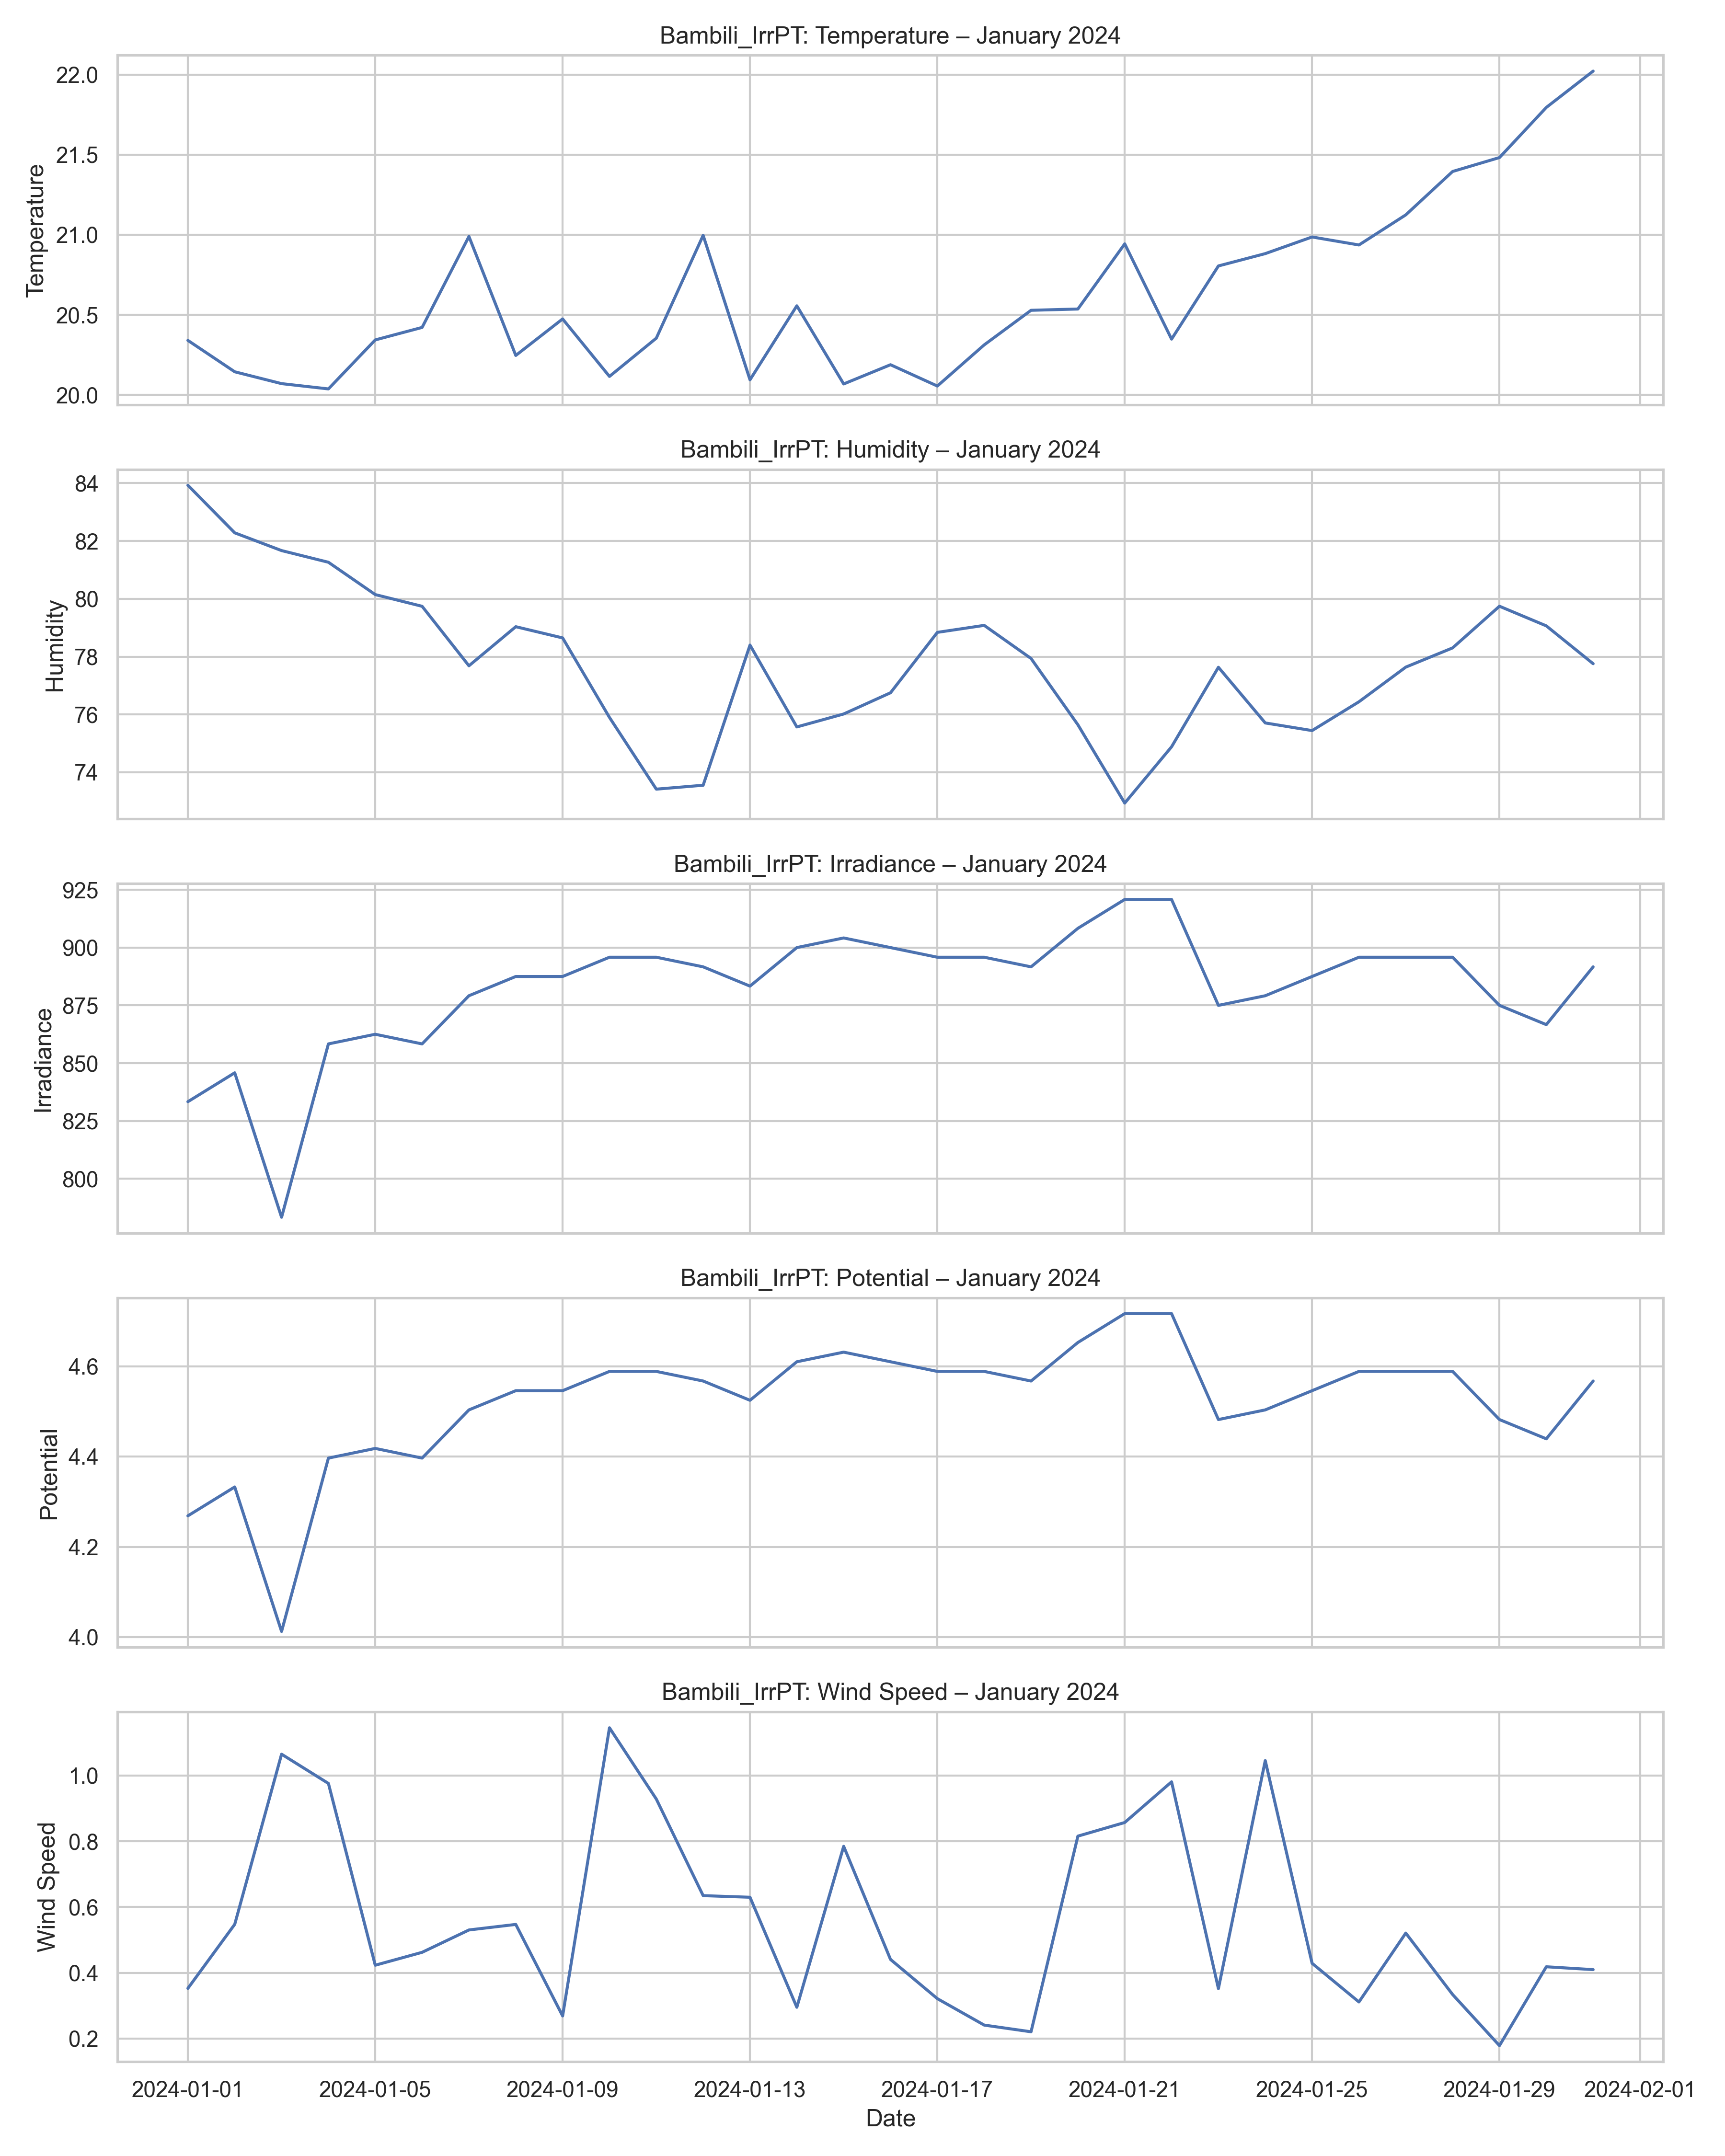 Bambili_IrrPT: Temperature – January 2024
22.0
21.5
21.0
20.5
20.0
Temperature
Bambili_IrrPT: Humidity – January 2024
84
82
80
78
76
74
Humidity
Bambili_IrrPT: Irradiance – January 2024
925
900
875
850
825
800
Irradiance
Bambili_IrrPT: Potential – January 2024
4.6
4.4
4.2
4.0
Potential
Bambili_IrrPT: Wind Speed – January 2024
1.0
0.8
0.6
0.4
0.2
Wind Speed
2024-01-01 2024-01-05 2024-01-09 2024-01-13 2024-01-17 2024-01-21 2024-01-25 2024-01-29 2024-02-01
Date